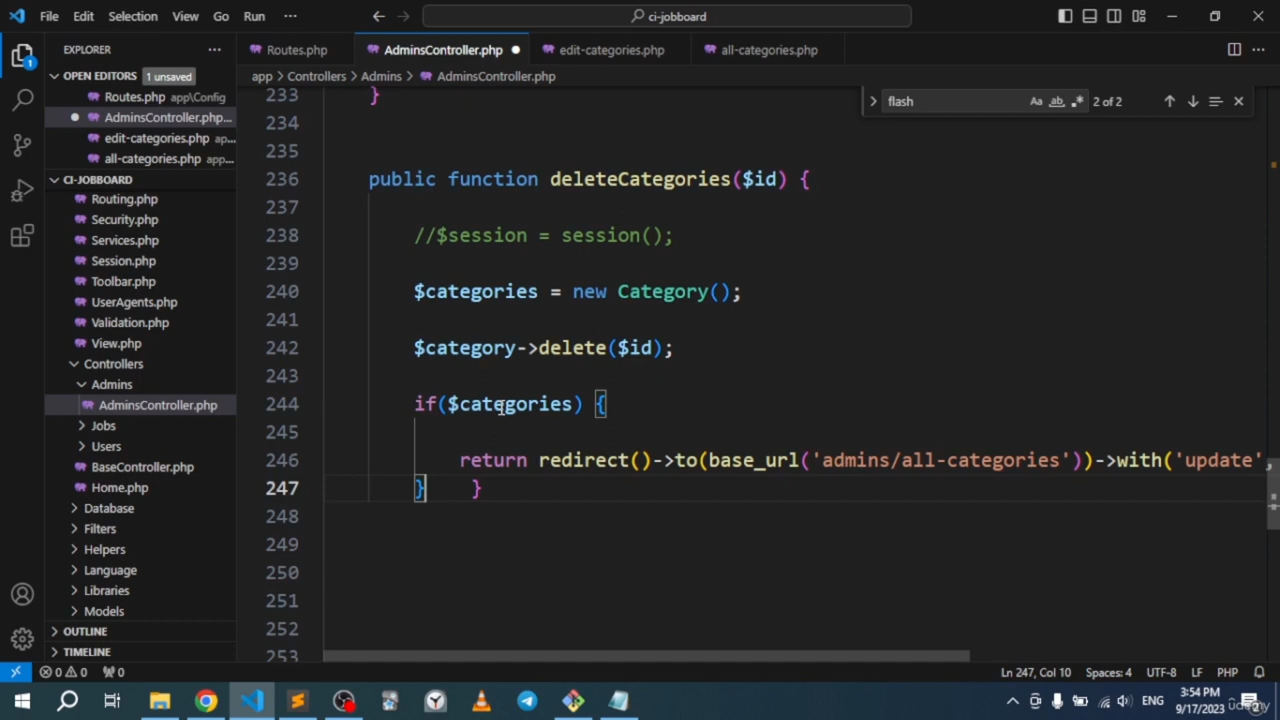 File Edit Selection View Go Run ··· ci-jobboard
EXPLORER ··· Routes.php AdminsController.php edit-categories.php all-categories.php
OPEN EDITORS 1 unsaved
Routes.php app\Config
AdminsController.php...
edit-categories.php ap...
all-categories.php app...
app > Controllers > Admins > AdminsController.php
flash Aa ab .* 2 of 2
CI-JOBBOARD
Routing.php
Security.php
Services.php
Session.php
Toolbar.php
UserAgents.php
Validation.php
View.php
Controllers
Admins
AdminsController.php
Jobs
Users
BaseController.php
Home.php
Database
Filters
Helpers
Language
Libraries
Models
OUTLINE
TIMELINE
233 }
234
235
236 public function deleteCategories($id) {
237
238 //$session = session();
239
240 $categories = new Category();
241
242 $category->delete($id);
243
244 if($categories) {
245
246 return redirect()->to(base_url('admins/all-categories'))->with('update'
247 } }
248
249
250
251
252
253
0 0 0 Ln 247, Col 10 Spaces: 4 UTF-8 LF PHP
ENG 3:54 PM
9/17/2023
Udemy